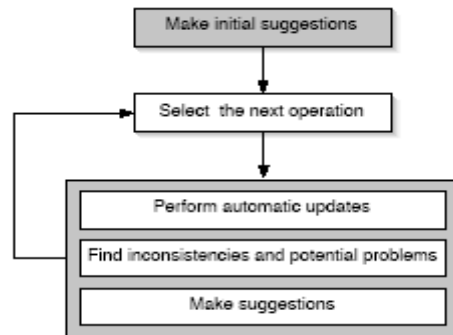 Make initial suggestions
Select the next operation
Perform automatic updates
Find inconsistencies and potential problems
Make suggestions